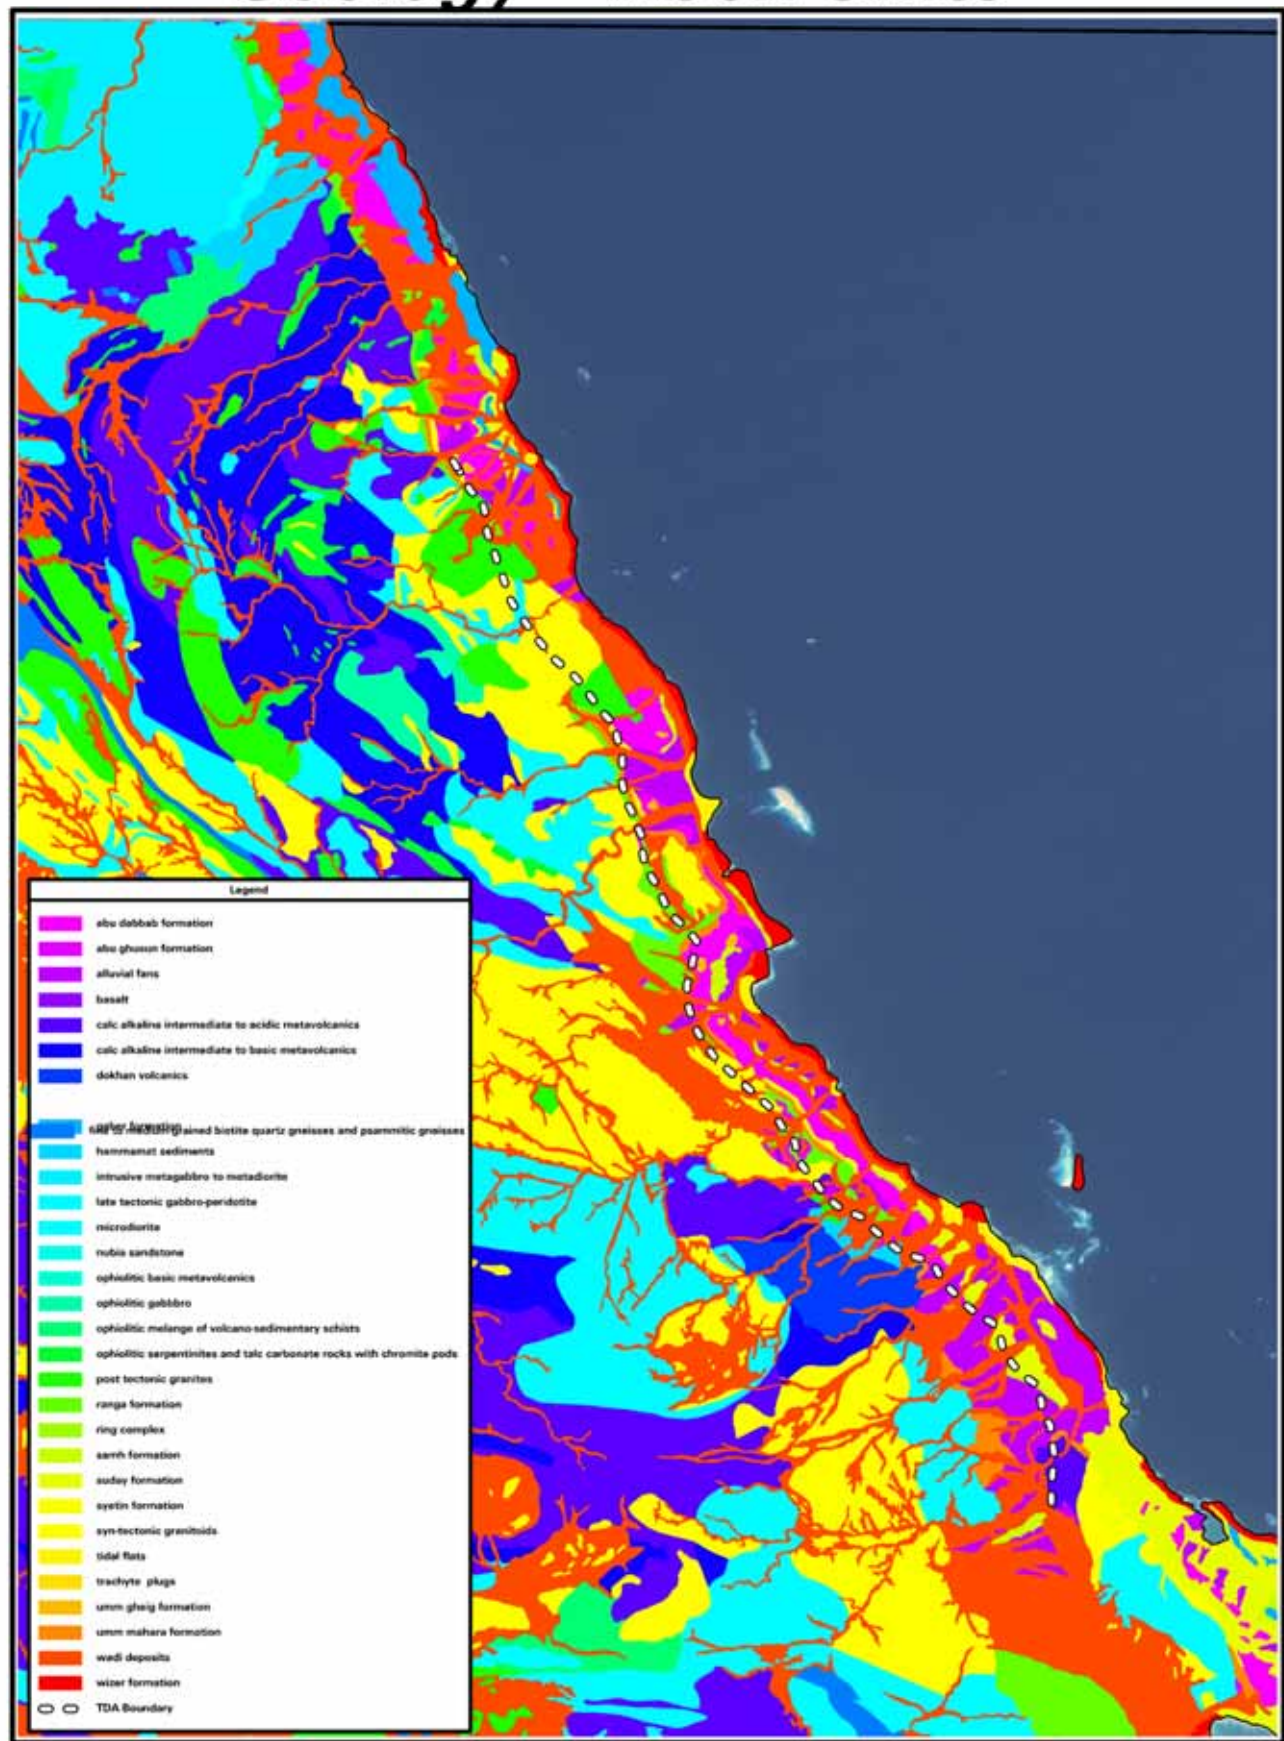 Legend
abu dabbab formation
abu ghusun formation
alluvial fans
basalt
calc alkaline intermediate to acidic metavolcanics
calc alkaline intermediate to basic metavolcanics
dokhan volcanics
formation
to medium grained biotite quartz gneisses and psammitic gneisses
hammamat sediments
intrusive metagabbro to metadiorite
late tectonic gabbro-peridotite
microdiorite
nubia sandstone
ophiolitic basic metavolcanics
ophiolitic gabbbro
ophiolitic melange of volcano-sedimentary schists
ophiolitic serpentinites and talc carbonate rocks with chromite pods
post tectonic granites
ranga formation
ring complex
samh formation
formation
syetin formation
syn-tectonic granitoids
tidal flats
trachyte plugs
umm gheig formation
umm mahara formation
wadi deposits
wizer formation
TDA Boundary